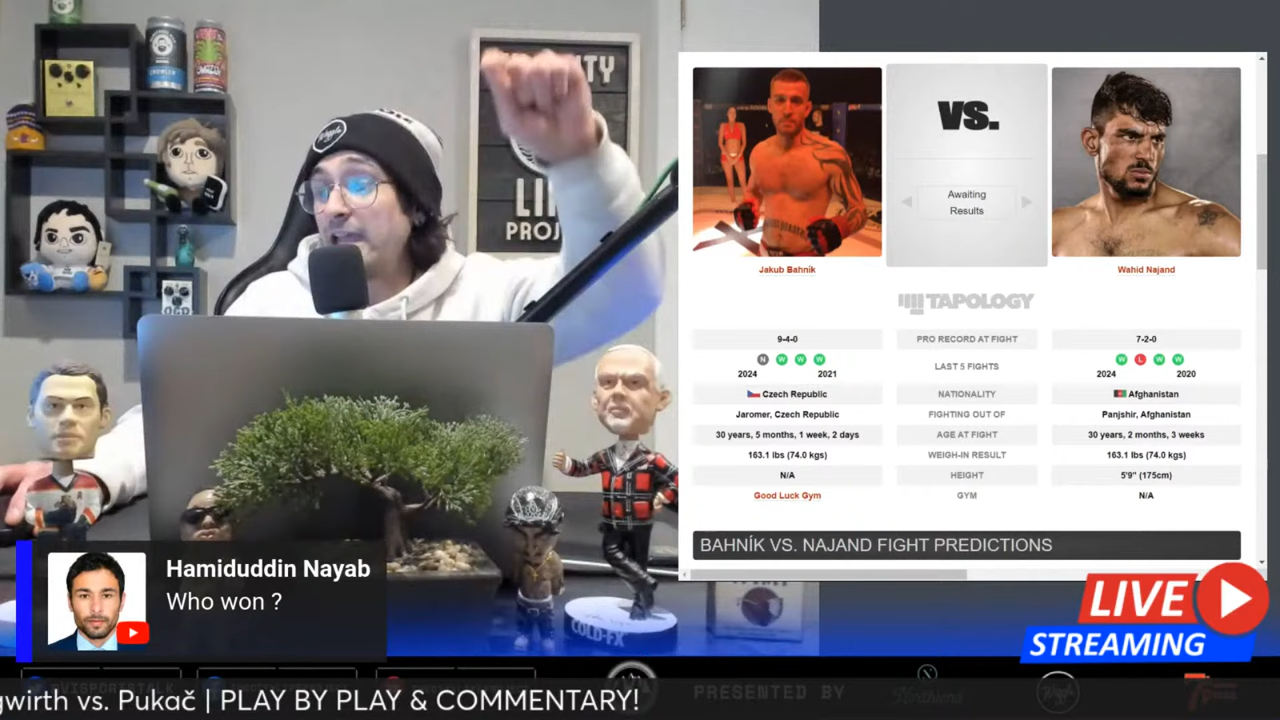 VS.
Awaiting
Results
Jakub Bahník
Wahid Najand
TAPOLOGY
9-4-0 PRO RECORD AT FIGHT 7-2-0
N W W W LAST 5 FIGHTS W L W W
2024 2021 2024 2020
Czech Republic NATIONALITY Afghanistan
Jaromer, Czech Republic FIGHTING OUT OF Panjshir, Afghanistan
30 years, 5 months, 1 week, 2 days AGE AT FIGHT 30 years, 2 months, 3 weeks
163.1 lbs (74.0 kgs) WEIGH-IN RESULT 163.1 lbs (74.0 kgs)
N/A HEIGHT 5'9" (175cm)
Good Luck Gym GYM N/A
BAHNÍK VS. NAJAND FIGHT PREDICTIONS
LI
PROJ
COLD-FX
Hamiduddin Nayab
Who won ?
LIVE
STREAMING
PRESENTED BY
gwirth vs. Pukač | PLAY BY PLAY & COMMENTARY!